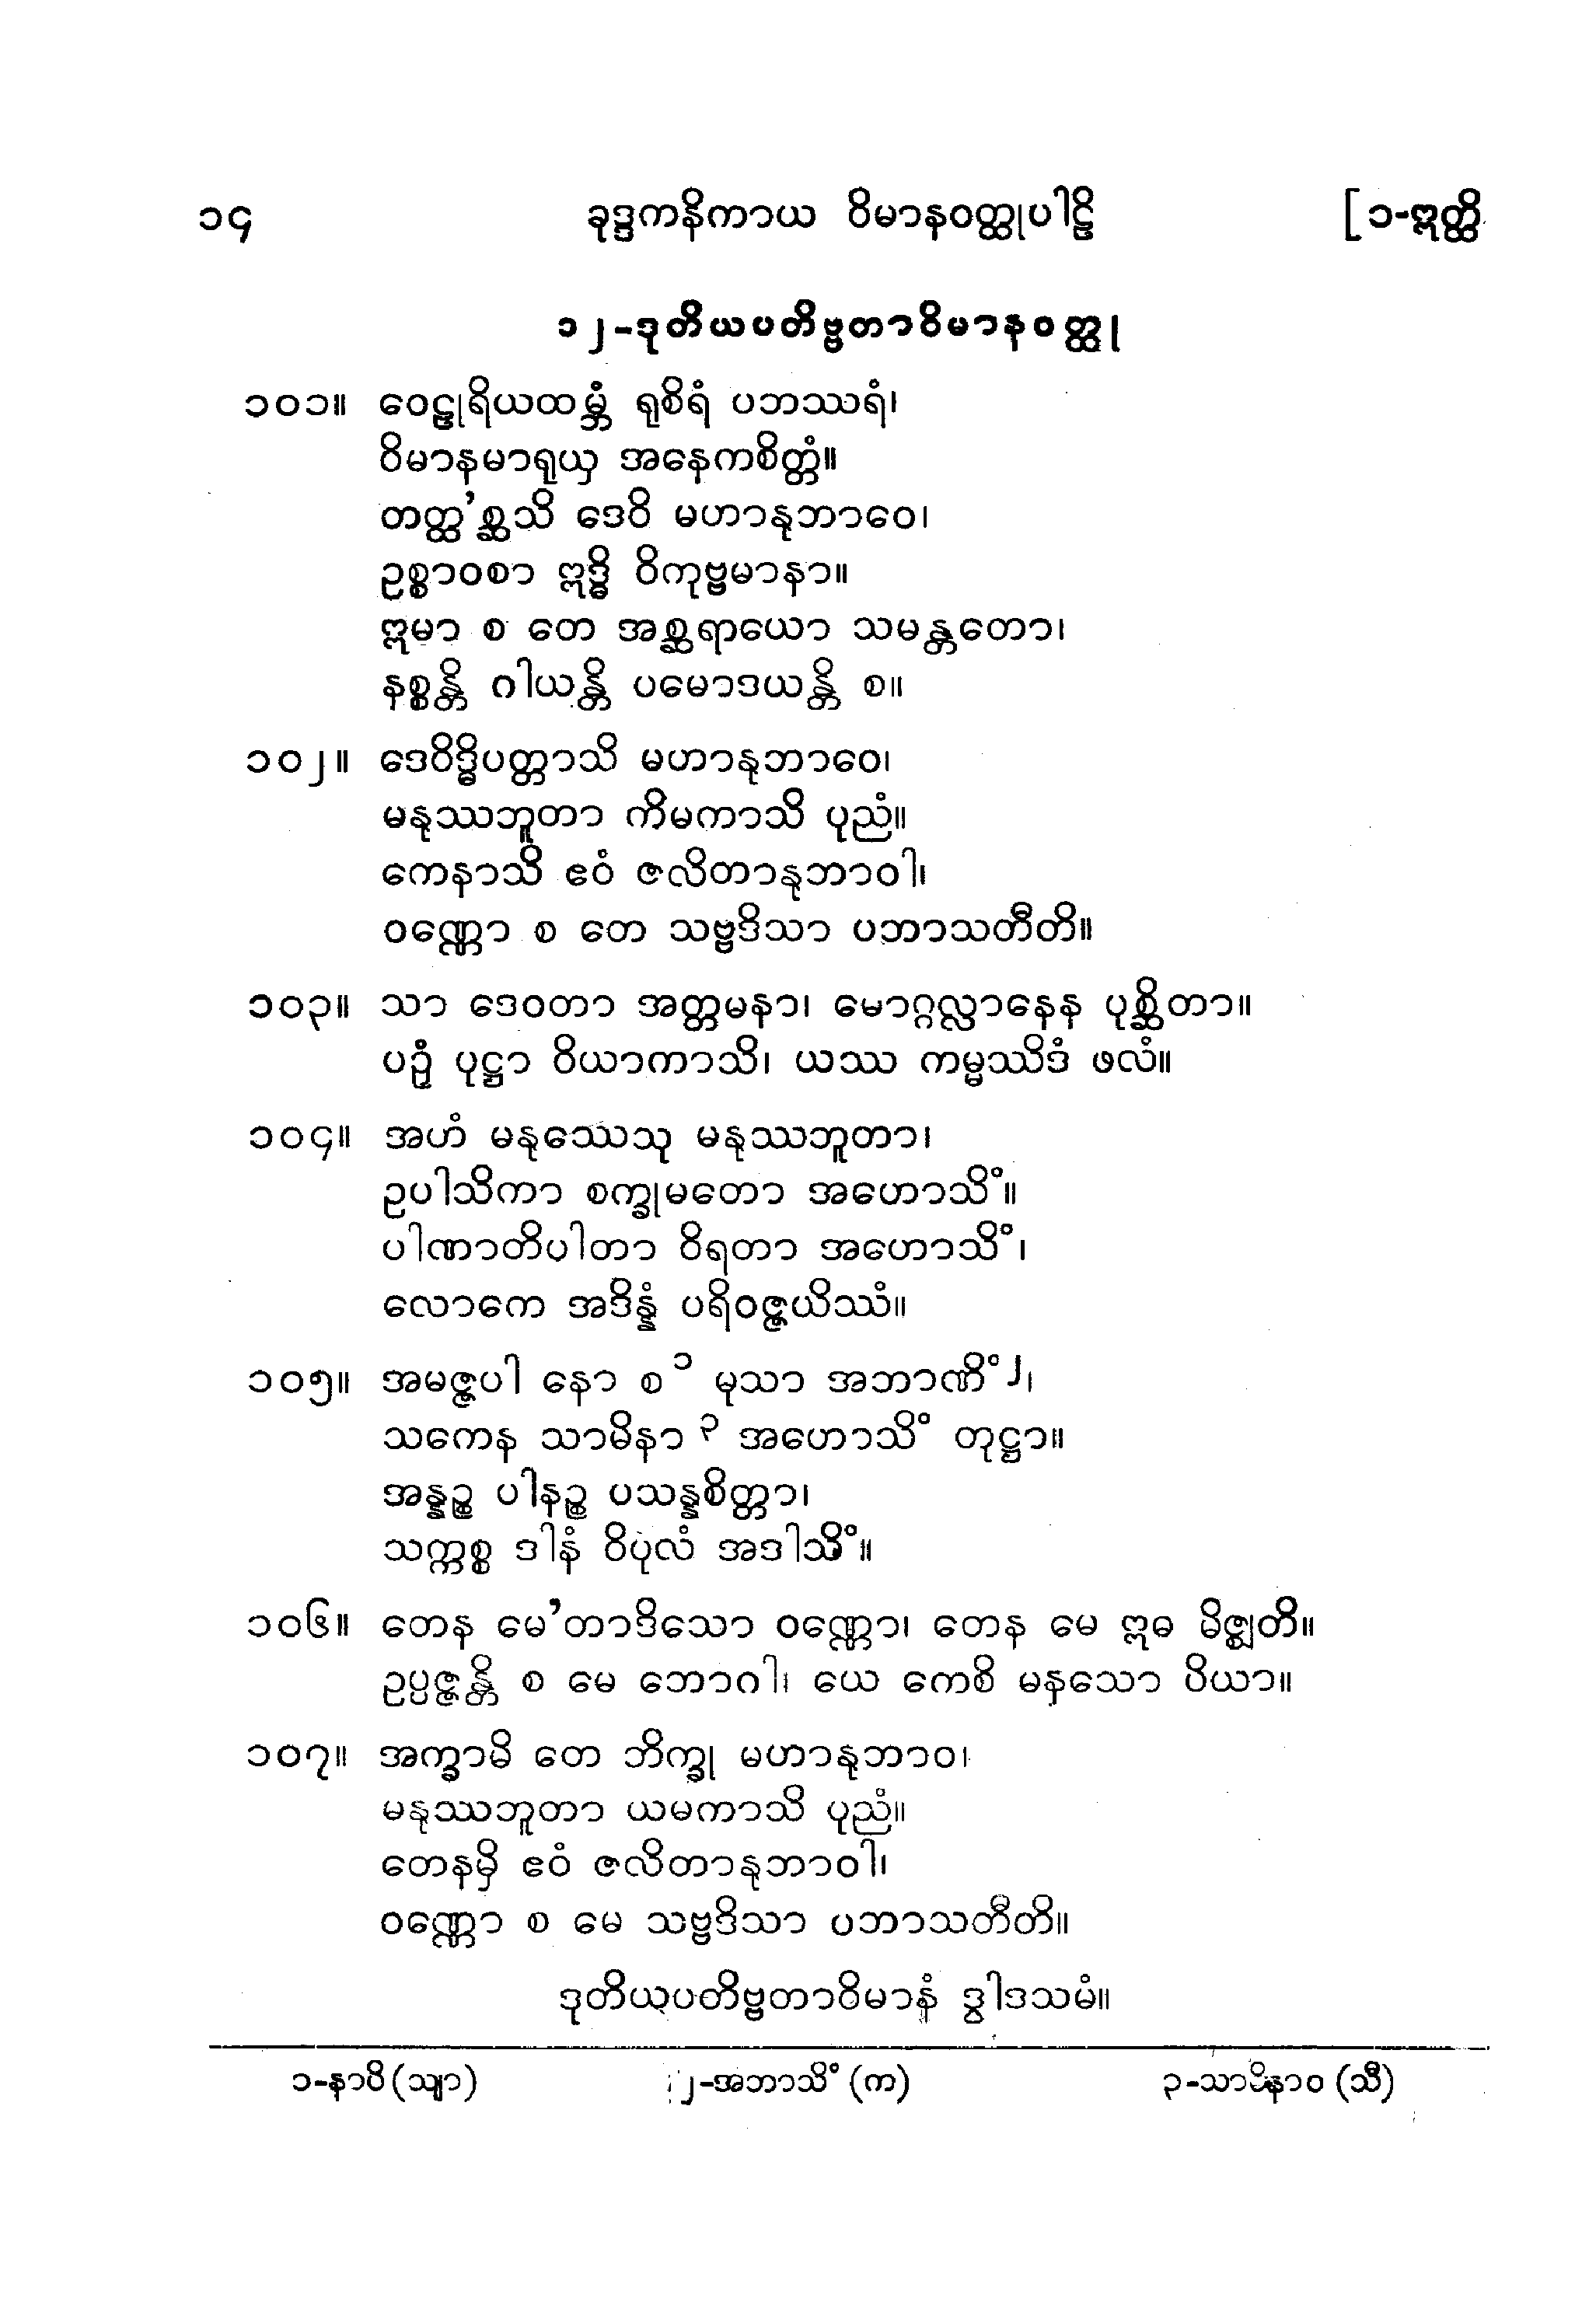 ၁၄ ခုဒ္ဒကနိကာယ ဝိမာနဝတ္ထုပါဠိ [၁-ဣတ္ထိ
၁၂-ဒုတိယပတိဗ္ဗတာဝိမာနဝတ္ထု
၁၀၁။ ဝေဠုရိယထမ္ဘံ ရုစိရံ ပဘဿရံ၊
ဝိမာနမာရုယှ အနေကစိတ္တံ။
တတ္ထ’စ္ဆသိ ဒေဝိ မဟာနုဘာဝေ၊
ဥစ္စာဝစာ ဣဒ္ဓိ ဝိကုဗ္ဗမာနာ။
ဣမာ စ တေ အစ္ဆရာယော သမန္တတော၊
နစ္စန္တိ ဂါယန္တိ ပမောဒယန္တိ စ။
၁၀၂။ ဒေဝိဒ္ဓိပတ္တာသိ မဟာနုဘာဝေ၊
မနုဿဘူတာ ကိမကာသိ ပုညံ။
ကေနာသိ ဧဝံ ဇလိတာနုဘာဝါ၊
ဝဏ္ဏော စ တေ သဗ္ဗဒိသာ ပဘာသတီတိ။
၁၀၃။ သာ ဒေဝတာ အတ္တမနာ၊ မောဂ္ဂလ္လာနေန ပုစ္ဆိတာ။
ပဉှံ ပုဋ္ဌာ ဝိယာကာသိ၊ ယဿ ကမ္မဿိဒံ ဖလံ။
၁၀၄။ အဟံ မနုဿေသု မနုဿဘူတာ၊
ဥပါသိကာ စက္ခုမတော အဟောသိံ။
ပါဏာတိပါတာ ဝိရတာ အဟောသိံ၊
လောကေ အဒိန္နံ ပရိဝဇ္ဇယိဿံ။
၁၀၅။ အမဇ္ဇပါ နော စ ၁ မုသာ အဘာဏိံ ၂၊
သကေန သာမိနာ ၃ အဟောသိံ တုဋ္ဌာ။
အန္နဉ္စ ပါနဉ္စ ပသန္နစိတ္တာ၊
သက္ကစ္စ ဒါနံ ဝိပုလံ အဒါသိံ။
၁၀၆။ တေန မေ’တာဒိသော ဝဏ္ဏော၊ တေန မေ ဣဓ မိဇ္ဈတိ။
ဥပ္ပဇ္ဇန္တိ စ မေ ဘောဂါ၊ ယေ ကေစိ မနသော ပိယာ။
၁၀၇။ အက္ခာမိ တေ ဘိက္ခု မဟာနုဘာဝ၊
မနုဿဘူတာ ယမကာသိ ပုညံ။
တေနမှိ ဧဝံ ဇလိတာနုဘာဝါ၊
ဝဏ္ဏော စ မေ သဗ္ဗဒိသာ ပဘာသတီတိ။
ဒုတိယပတိဗ္ဗတာဝိမာနံ ဒွါဒသမံ။
၁-နာပိ (သျာ) ၂-အဘာသိံ (က) ၃-သာမိနာဝ (သီ)